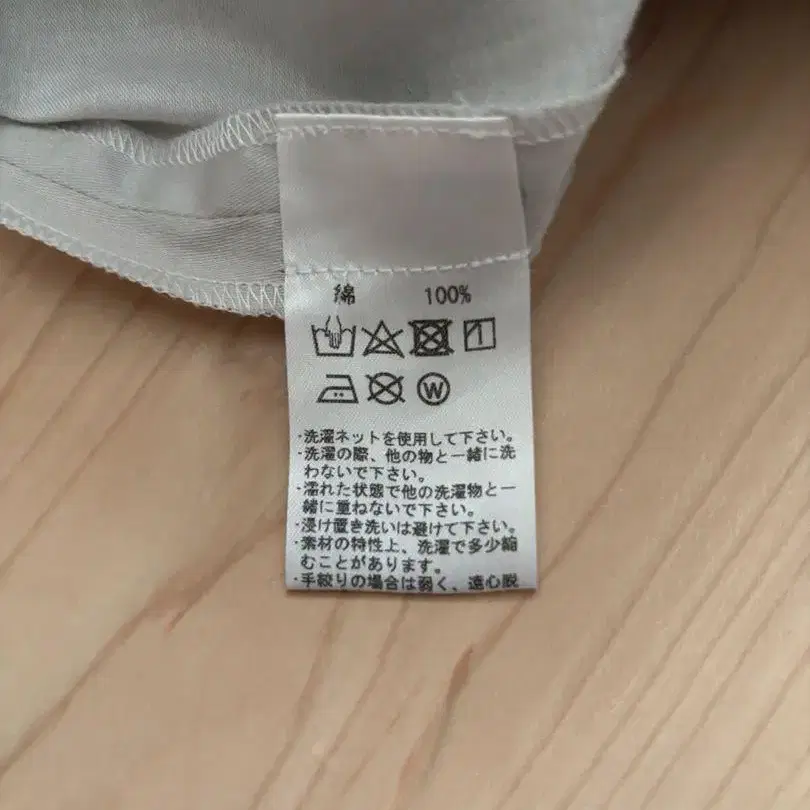 綿 100%
W
・洗濯ネットを使用して下さい。
・洗濯の際、他の物と一緒に洗
わないで下さい。
・濡れた状態で他の洗濯物と一
緒に重ねないで下さい。
・浸け置き洗いは避けて下さい。
・素材の特性上、洗濯で多少縮
むことがあります。
・手絞りの場合は弱く、遠心脱